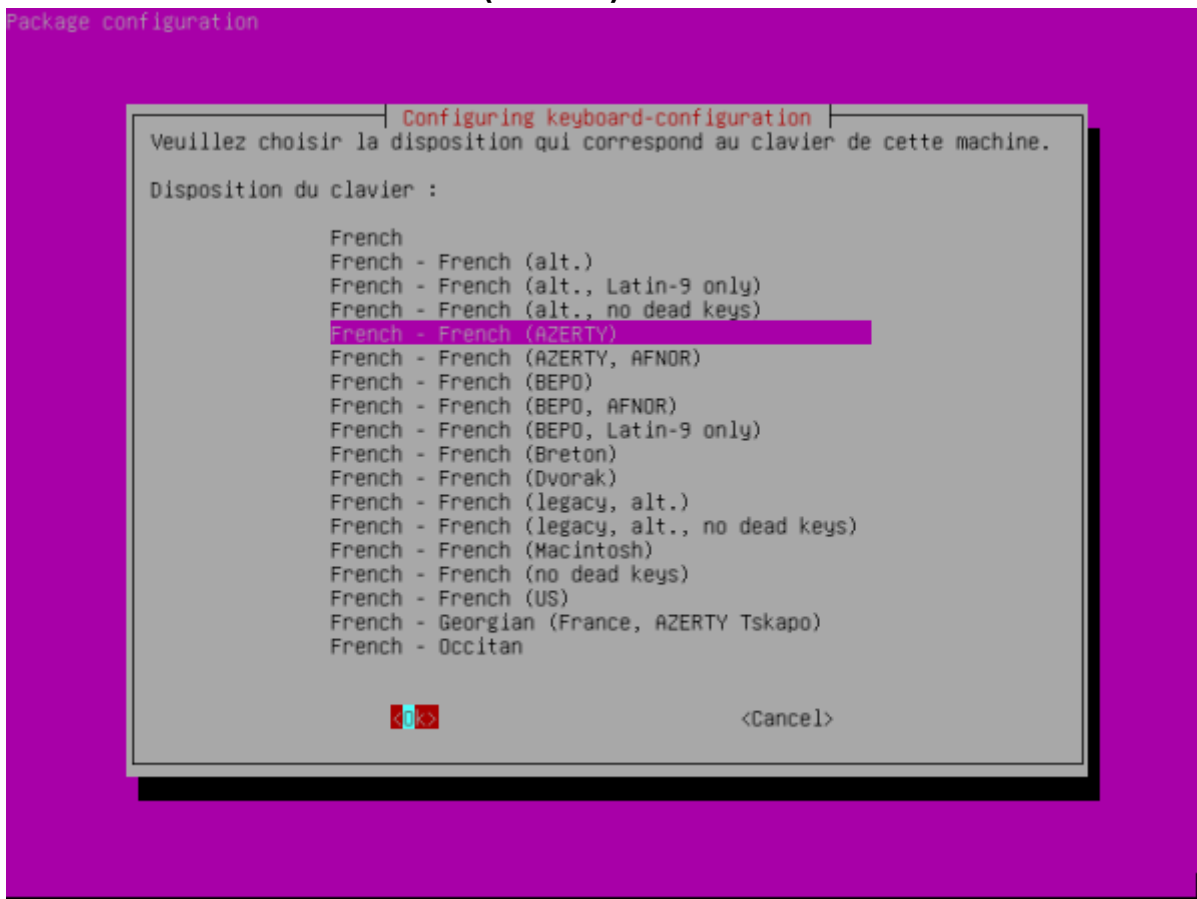 Package configuration
Configuring keyboard-configuration
Veuillez choisir la disposition qui correspond au clavier de cette machine.
Disposition du clavier :
French
French - French (alt.)
French - French (alt., Latin-9 only)
French - French (alt., no dead keys)
French - French (AZERTY)
French - French (AZERTY, AFNOR)
French - French (BEPO)
French - French (BEPO, AFNOR)
French - French (BEPO, Latin-9 only)
French - French (Breton)
French - French (Dvorak)
French - French (legacy, alt.)
French - French (legacy, alt., no dead keys)
French - French (Macintosh)
French - French (no dead keys)
French - French (US)
French - Georgian (France, AZERTY Tskapo)
French - Occitan
<Ok> <Cancel>